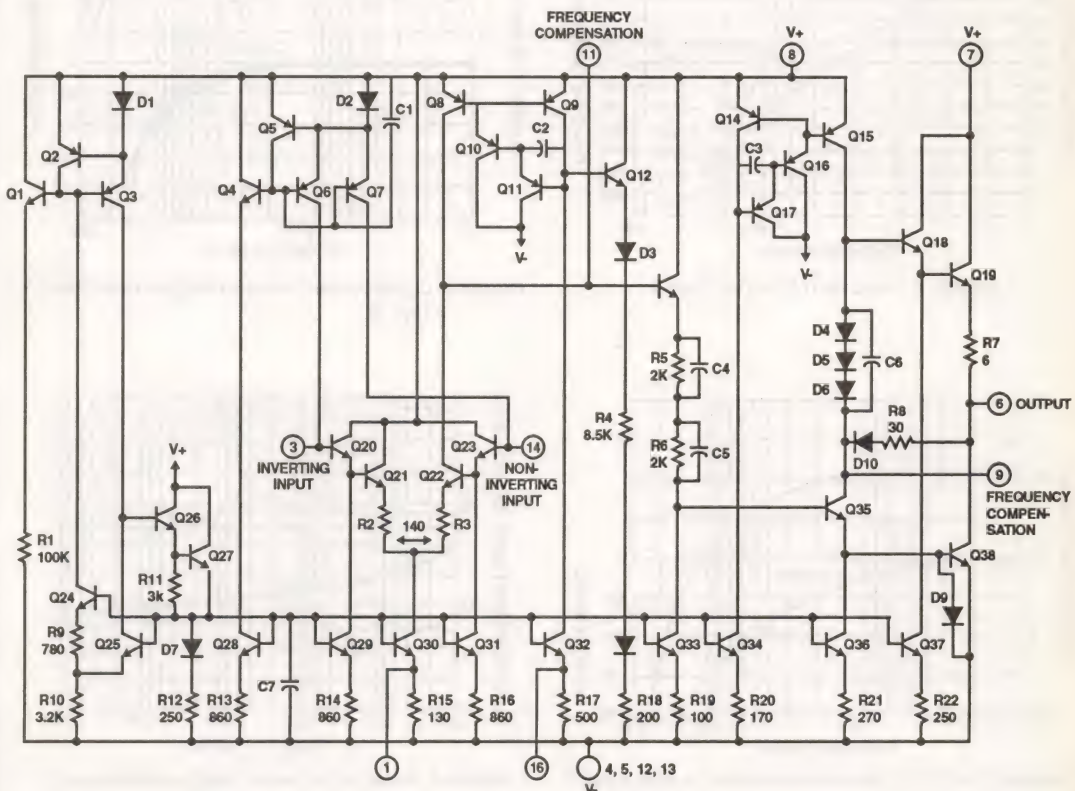 FREQUENCY
COMPENSATION
11
V+
8
V+
7
D1
D2
C1
Q8
Q9
Q14
Q15
Q5
Q2
Q10
C2
C3
Q16
Q1
Q3
Q4
Q6
Q7
Q11
Q12
Q17
V-
V-
Q18
D3
Q19
D4
D5
D6
C6
R7
6
R5
2K
C4
6 OUTPUT
R4
8.5K
R8
30
D10
3
INVERTING
INPUT
Q20
Q21
Q22
Q23
14
NON-
INVERTING
INPUT
R6
2K
C5
9
FREQUENCY
COMPEN-
SATION
V+
Q26
Q27
R2
140
R3
Q35
R1
100K
R11
3k
Q38
D9
Q24
R9
780
Q25
D7
Q28
Q29
Q30
Q31
Q32
Q33
Q34
Q36
Q37
C7
R10
3.2K
R12
250
R13
860
R14
860
R15
130
R16
860
R17
500
R18
200
R19
100
R20
170
R21
270
R22
250
1
16
4, 5, 12, 13
V-